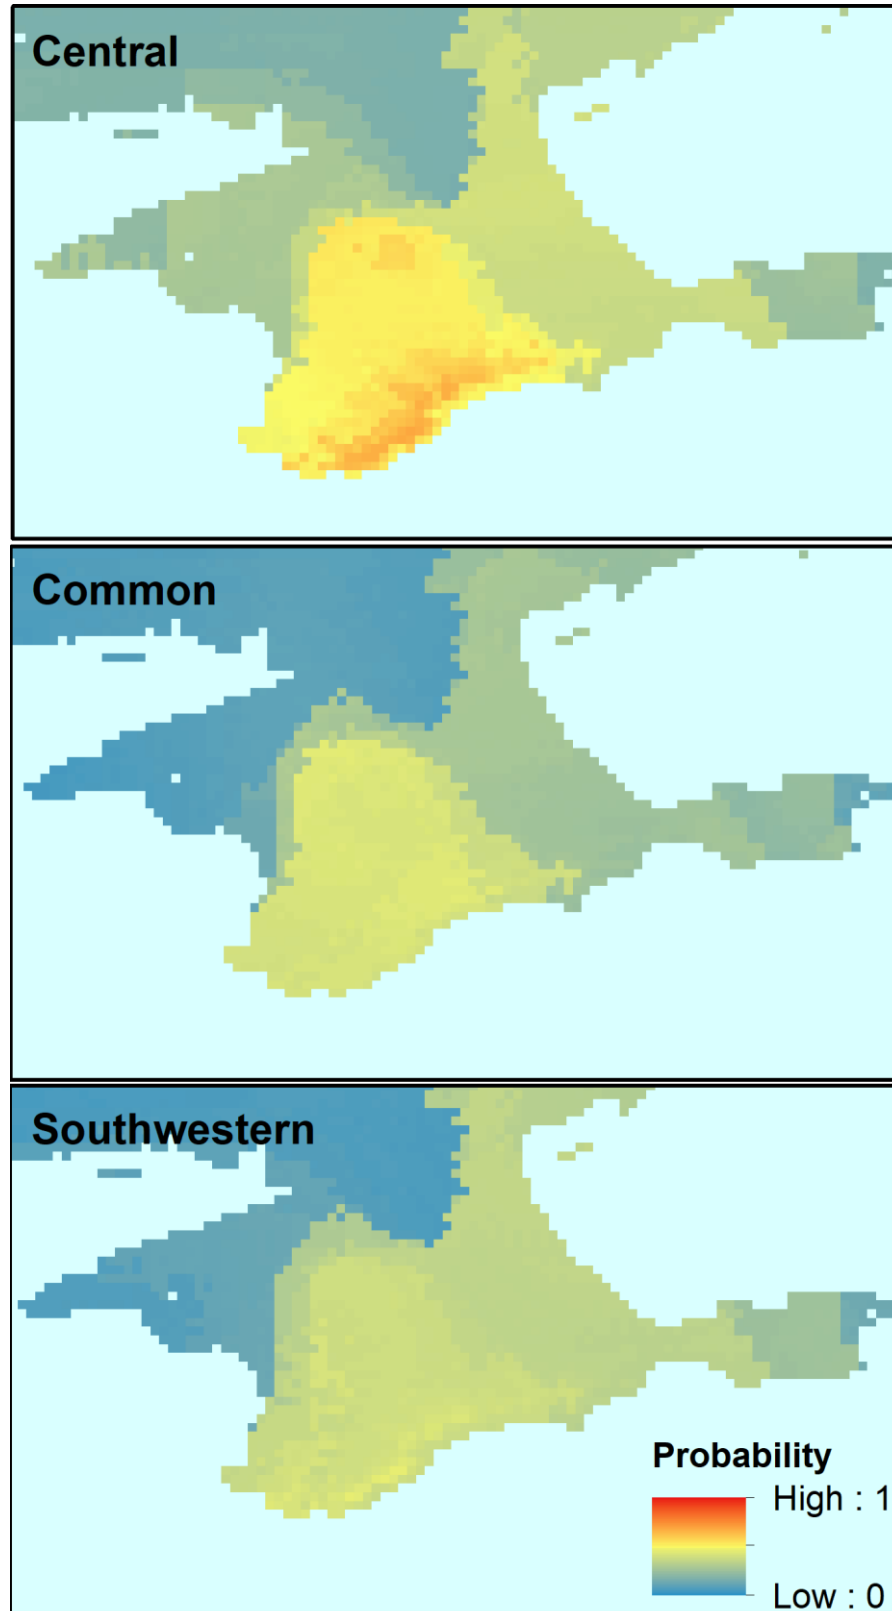 Central
Common
Southwestern
Probability
High : 1
Low : 0